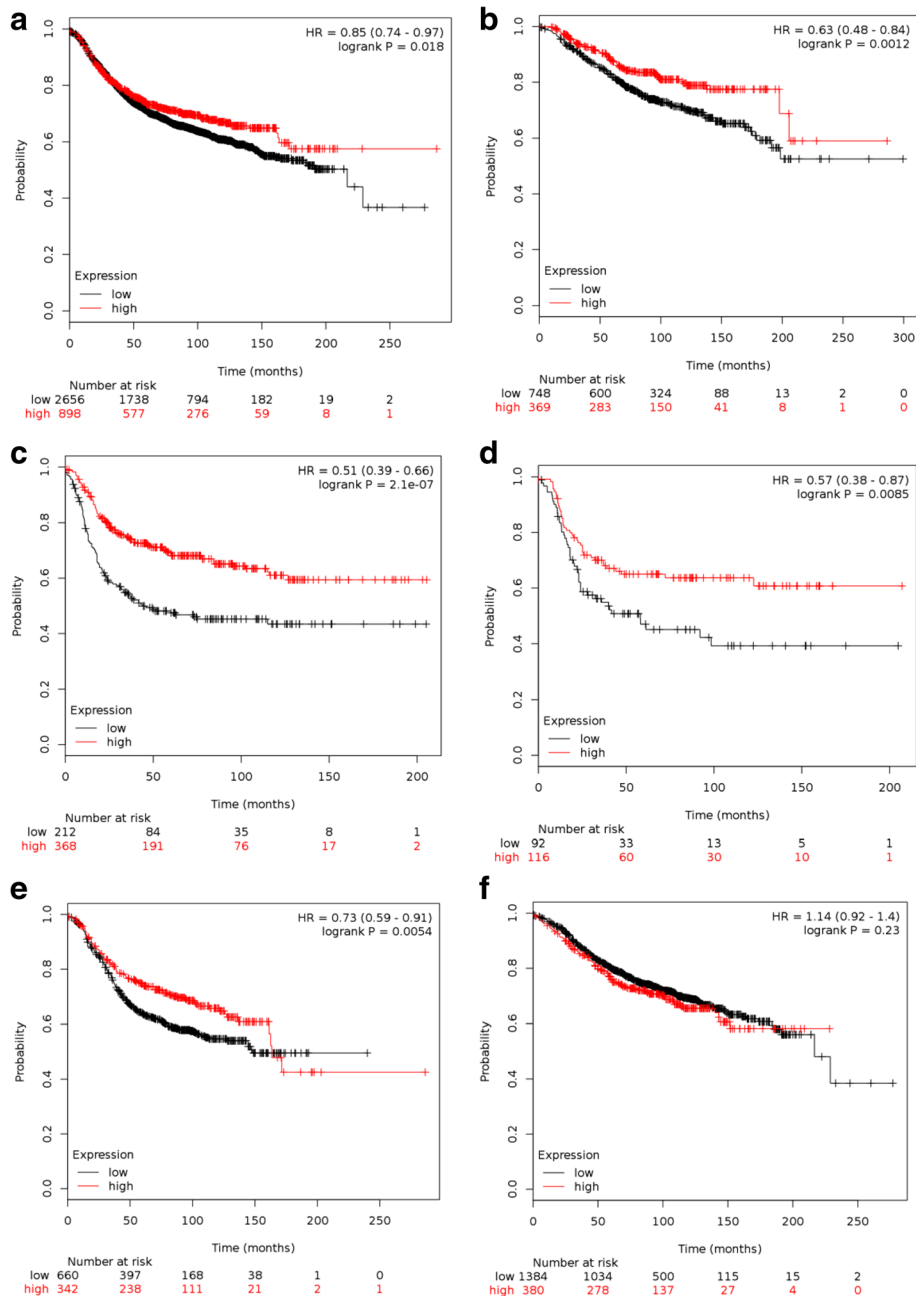 a
HR = 0.85 (0.74 - 0.97)
logrank P = 0.018
Probability
0.0 0.2 0.4 0.6 0.8 1.0
Expression
low
high
0 50 100 150 200 250
Time (months)
Number at risk
low 2656 1738 794 182 19 2
high 898 577 276 59 8 1
b
HR = 0.63 (0.48 - 0.84)
logrank P = 0.0012
Probability
0.0 0.2 0.4 0.6 0.8 1.0
Expression
low
high
0 50 100 150 200 250 300
Time (months)
Number at risk
low 748 600 324 88 13 2 0
high 369 283 150 41 8 1 0
c
HR = 0.51 (0.39 - 0.66)
logrank P = 2.1e-07
Probability
0.0 0.2 0.4 0.6 0.8 1.0
Expression
low
high
0 50 100 150 200
Time (months)
Number at risk
low 212 84 35 8 1
high 368 191 76 17 2
d
HR = 0.57 (0.38 - 0.87)
logrank P = 0.0085
Probability
0.0 0.2 0.4 0.6 0.8 1.0
Expression
low
high
0 50 100 150 200
Time (months)
Number at risk
low 92 33 13 5 1
high 116 60 30 10 1
e
HR = 0.73 (0.59 - 0.91)
logrank P = 0.0054
Probability
0.0 0.2 0.4 0.6 0.8 1.0
Expression
low
high
0 50 100 150 200 250
Time (months)
Number at risk
low 660 397 168 38 1 0
high 342 238 111 21 2 1
f
HR = 1.14 (0.92 - 1.4)
logrank P = 0.23
Probability
0.0 0.2 0.4 0.6 0.8 1.0
Expression
low
high
0 50 100 150 200 250
Time (months)
Number at risk
low 1384 1034 500 115 15 2
high 380 278 137 27 4 0